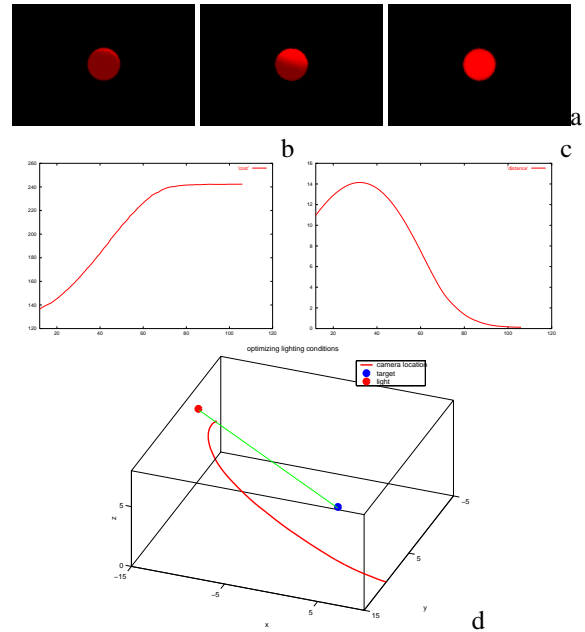 a
b
c
260
240
220
200
180
160
140
120
20
40
60
80
100
120
'cost'
16
14
12
10
8
6
4
2
0
20
40
60
80
100
120
'distance'
optimizing lighting conditions
camera location
target
light
z
5
0
−15
−5
5
15
x
−5
5
y
d